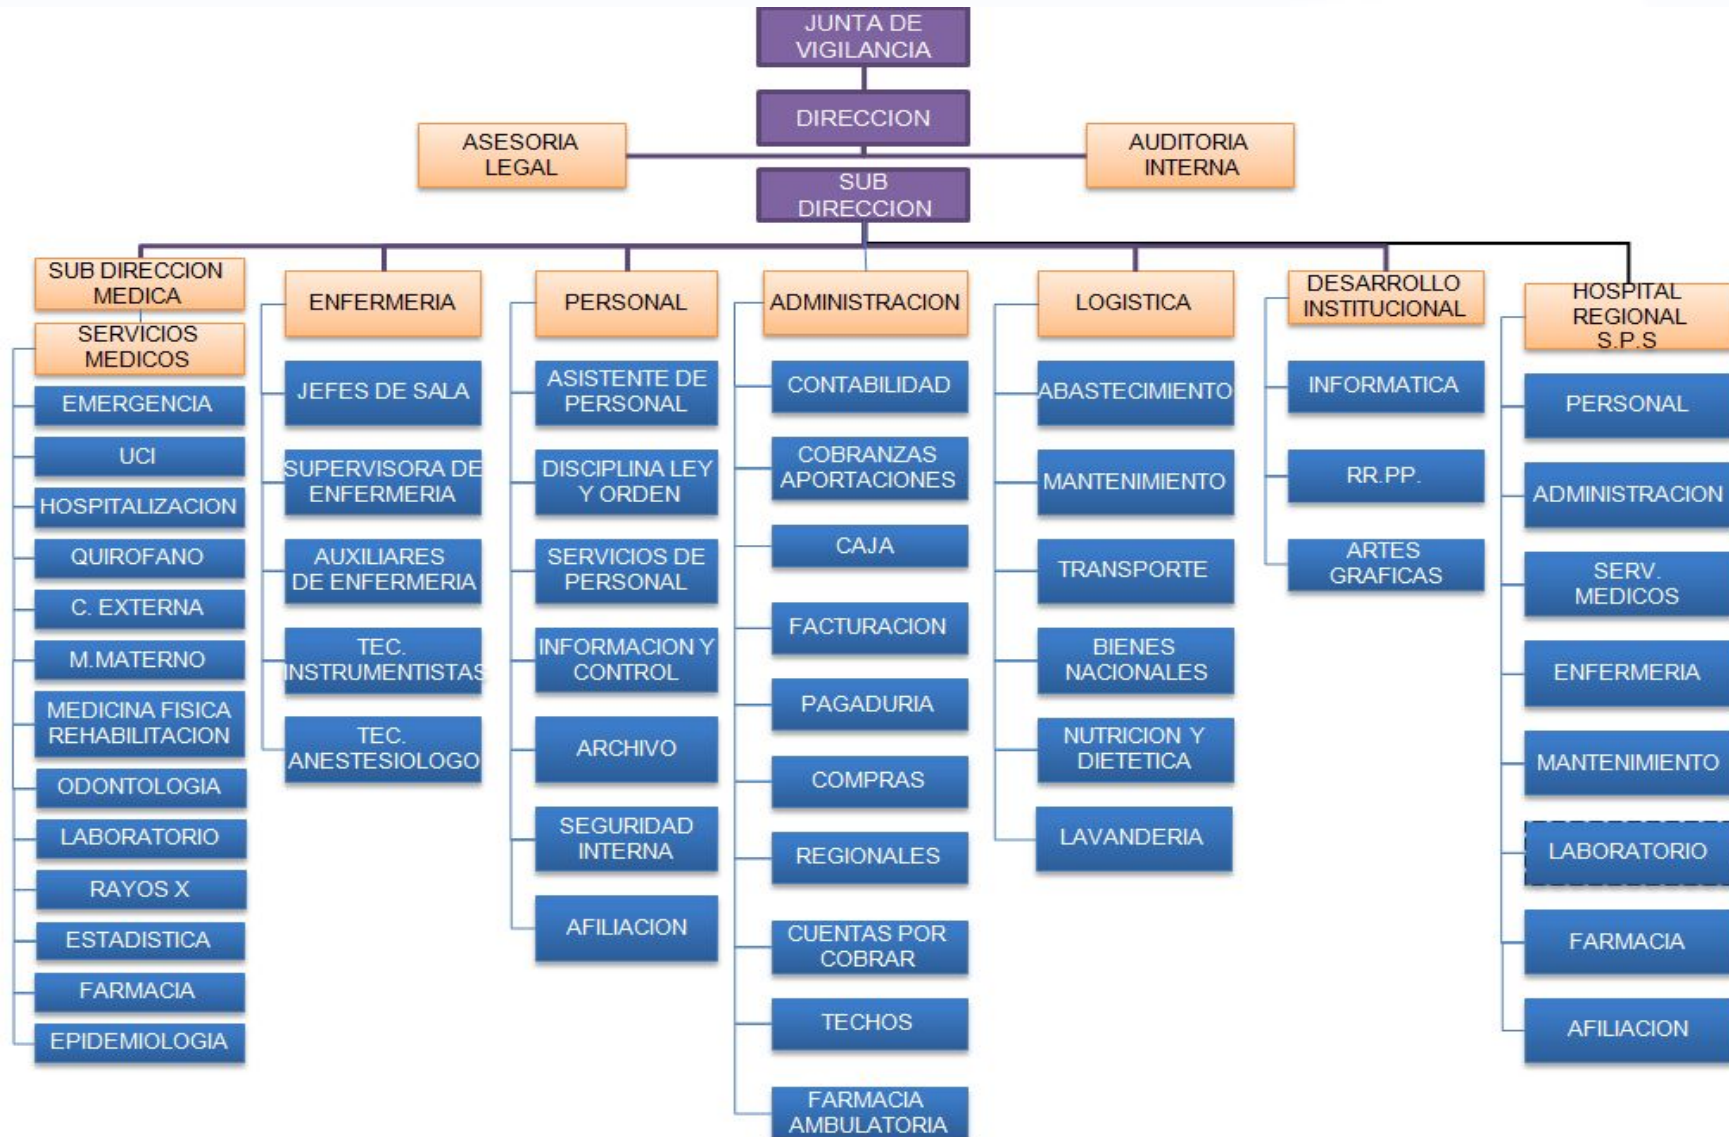 JUNTA DE
VIGILANCIA
DIRECCION
ASESORIA
LEGAL
AUDITORIA
INTERNA
SUB
DIRECCION
SUB DIRECCION
MEDICA
SERVICIOS
MEDICOS
EMERGENCIA
UCI
HOSPITALIZACION
QUIROFANO
C. EXTERNA
M.MATERNO
MEDICINA FISICA
REHABILITACION
ODONTOLOGIA
LABORATORIO
RAYOS X
ESTADISTICA
FARMACIA
EPIDEMIOLOGIA
ENFERMERIA
JEFES DE SALA
SUPERVISORA DE
ENFERMERIA
AUXILIARES
DE ENFERMERIA
TEC.
INSTRUMENTISTAS
TEC.
ANESTESIOLOGO
PERSONAL
ASISTENTE DE
PERSONAL
DISCIPLINA LEY
Y ORDEN
SERVICIOS DE
PERSONAL
INFORMACION Y
CONTROL
ARCHIVO
SEGURIDAD
INTERNA
AFILIACION
ADMINISTRACION
CONTABILIDAD
COBRANZAS
APORTACIONES
CAJA
FACTURACION
PAGADURIA
COMPRAS
REGIONALES
CUENTAS POR
COBRAR
TECHOS
FARMACIA
AMBULATORIA
LOGISTICA
ABASTECIMIENTO
MANTENIMIENTO
TRANSPORTE
BIENES
NACIONALES
NUTRICION Y
DIETETICA
LAVANDERIA
DESARROLLO
INSTITUCIONAL
INFORMATICA
RR.PP.
ARTES
GRAFICAS
HOSPITAL
REGIONAL
S.P.S
PERSONAL
ADMINISTRACION
SERV.
MEDICOS
ENFERMERIA
MANTENIMIENTO
LABORATORIO
FARMACIA
AFILIACION